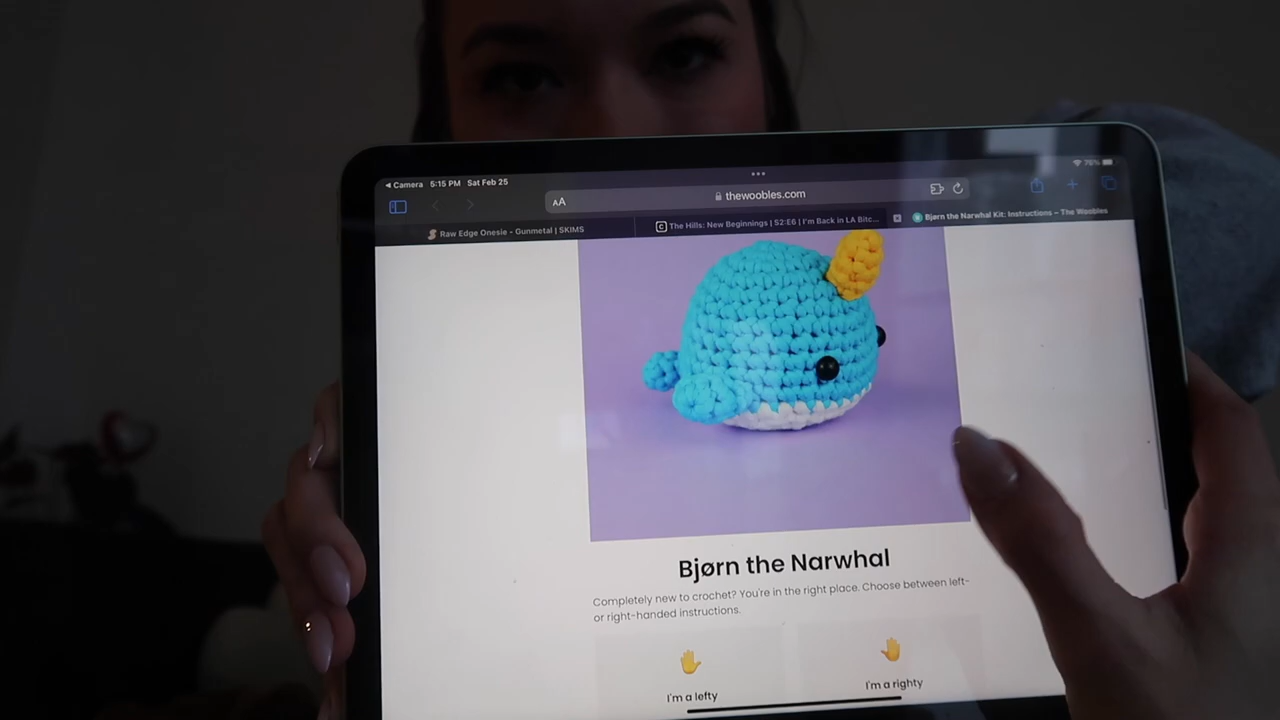 Camera 5:15 PM Sat Feb 25
76%
AA
thewoobles.com
Raw Edge Onesie - Gunmetal | SKIMS
C
The Hills: New Beginnings | S2:E6 | I'm Back in LA Bitc...
Bjørn the Narwhal Kit: Instructions – The Woobles
Bjørn the Narwhal
Completely new to crochet? You're in the right place. Choose between left-
or right-handed instructions.
I'm a lefty
I'm a righty